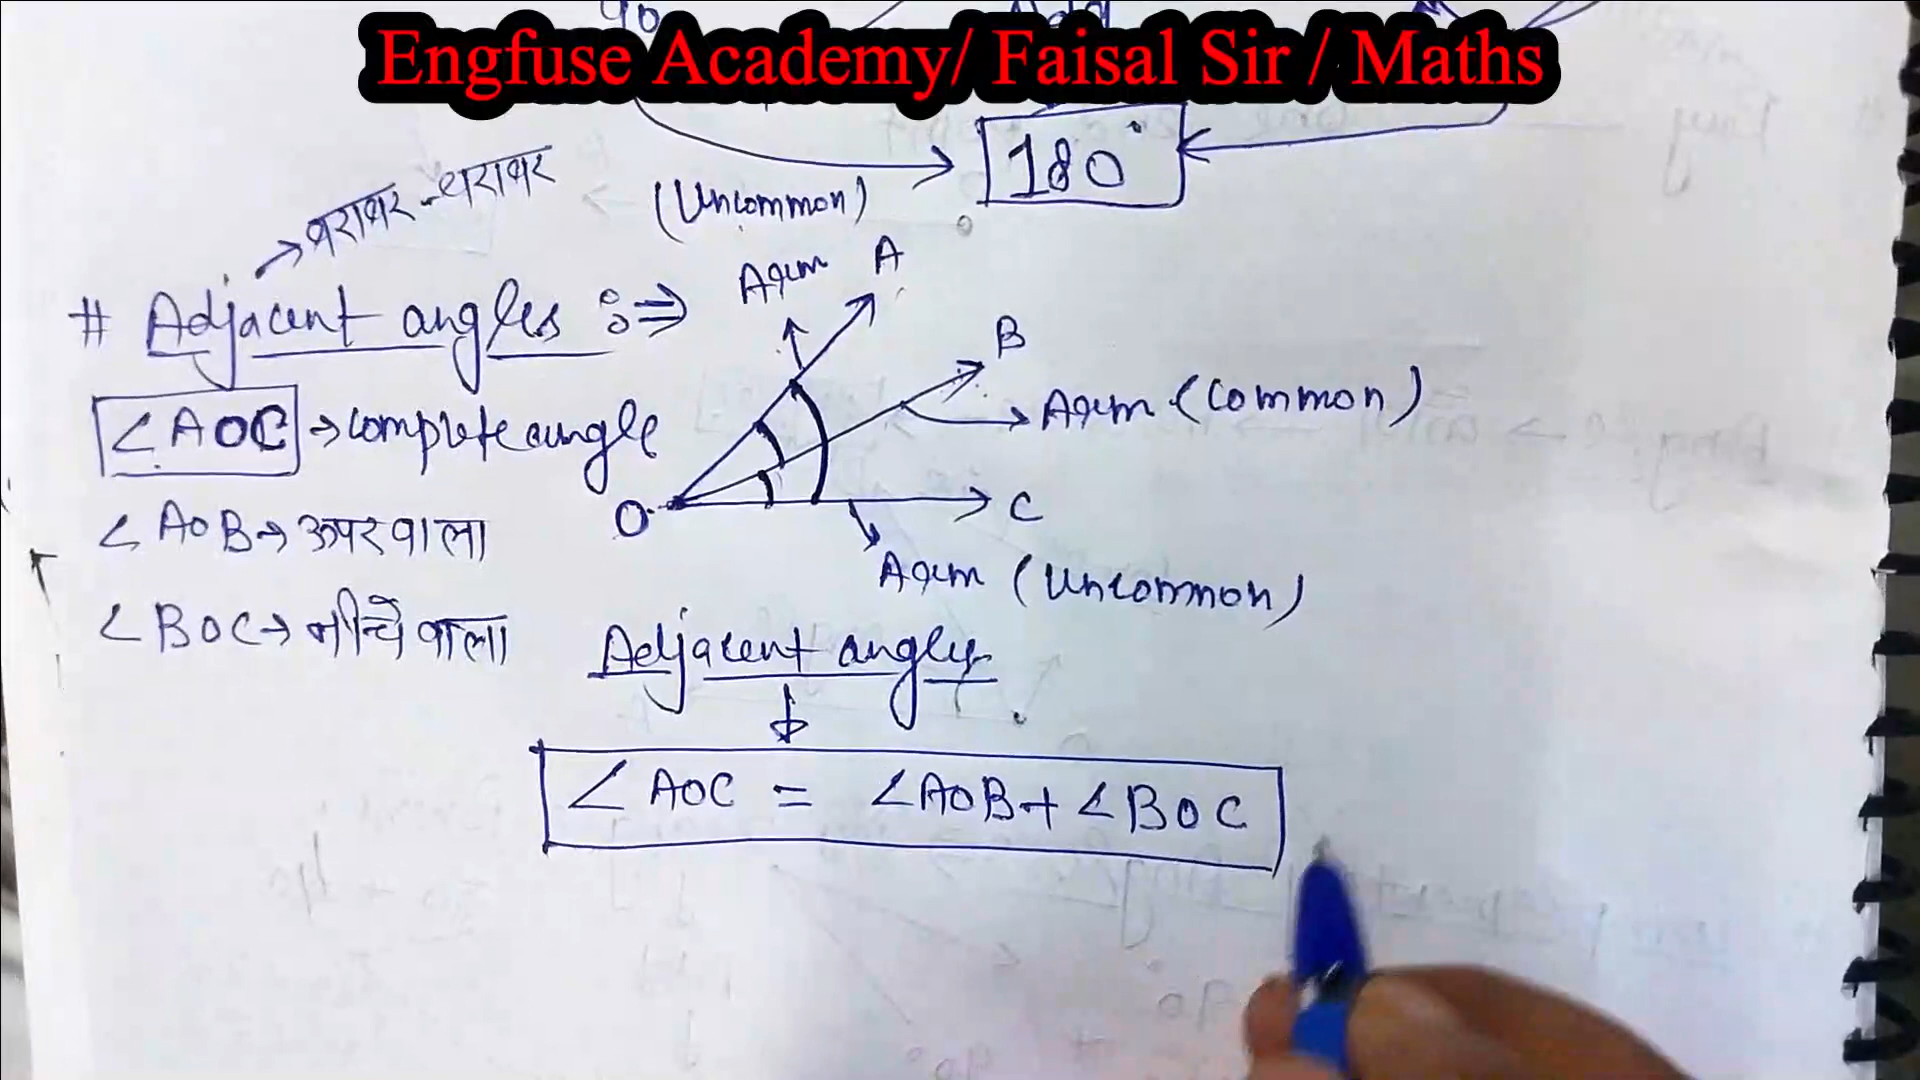 Engfuse Academy/ Faisal Sir / Maths
180°
→ बराबर - बराबर
(Uncommon)
# Adjacent angles :⇒
Arm A
B
∠AOC → complete angle
Arm (Common)
O
C
∠AOB → ऊपर वाला
Arm (Uncommon)
∠BOC → नीचे वाला
Adjacent angles
∠AOC = ∠AOB + ∠BOC